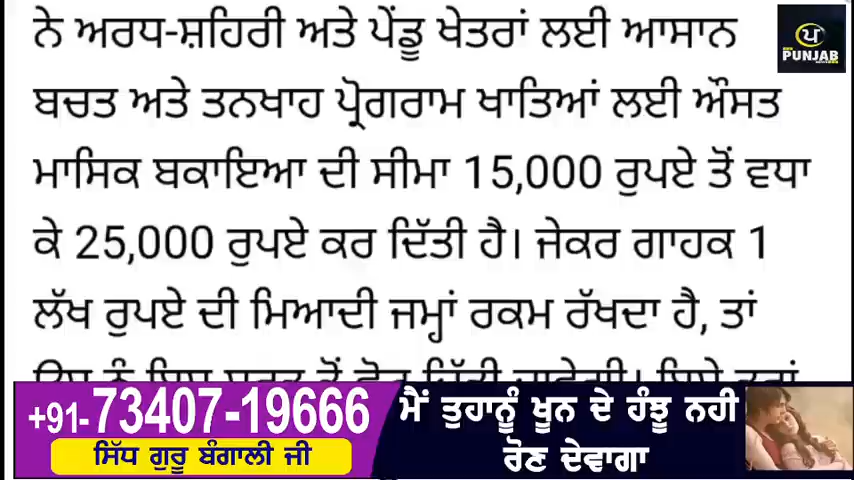 ਨੇ ਅਰਧ-ਸ਼ਹਿਰੀ ਅਤੇ ਪੇਂਡੂ ਖੇਤਰਾਂ ਲਈ ਆਸਾਨ
ਬਚਤ ਅਤੇ ਤਨਖਾਹ ਪ੍ਰੋਗਰਾਮ ਖਾਤਿਆਂ ਲਈ ਔਸਤ
ਮਾਸਿਕ ਬਕਾਇਆ ਦੀ ਸੀਮਾ 15,000 ਰੁਪਏ ਤੋਂ ਵਧਾ
ਕੇ 25,000 ਰੁਪਏ ਕਰ ਦਿੱਤੀ ਹੈ। ਜੇਕਰ ਗਾਹਕ 1
ਲੱਖ ਰੁਪਏ ਦੀ ਮਿਆਦੀ ਜਮ੍ਹਾਂ ਰਕਮ ਰੱਖਦਾ ਹੈ, ਤਾਂ
ਪ
PUNJAB
+91-73407-19666
ਸਿੱਧ ਗੁਰੂ ਬੰਗਾਲੀ ਜੀ
ਮੈਂ ਤੁਹਾਨੂੰ ਖੂਨ ਦੇ ਹੰਝੂ ਨਹੀ
ਰੋਣ ਦੇਵਾਗਾ